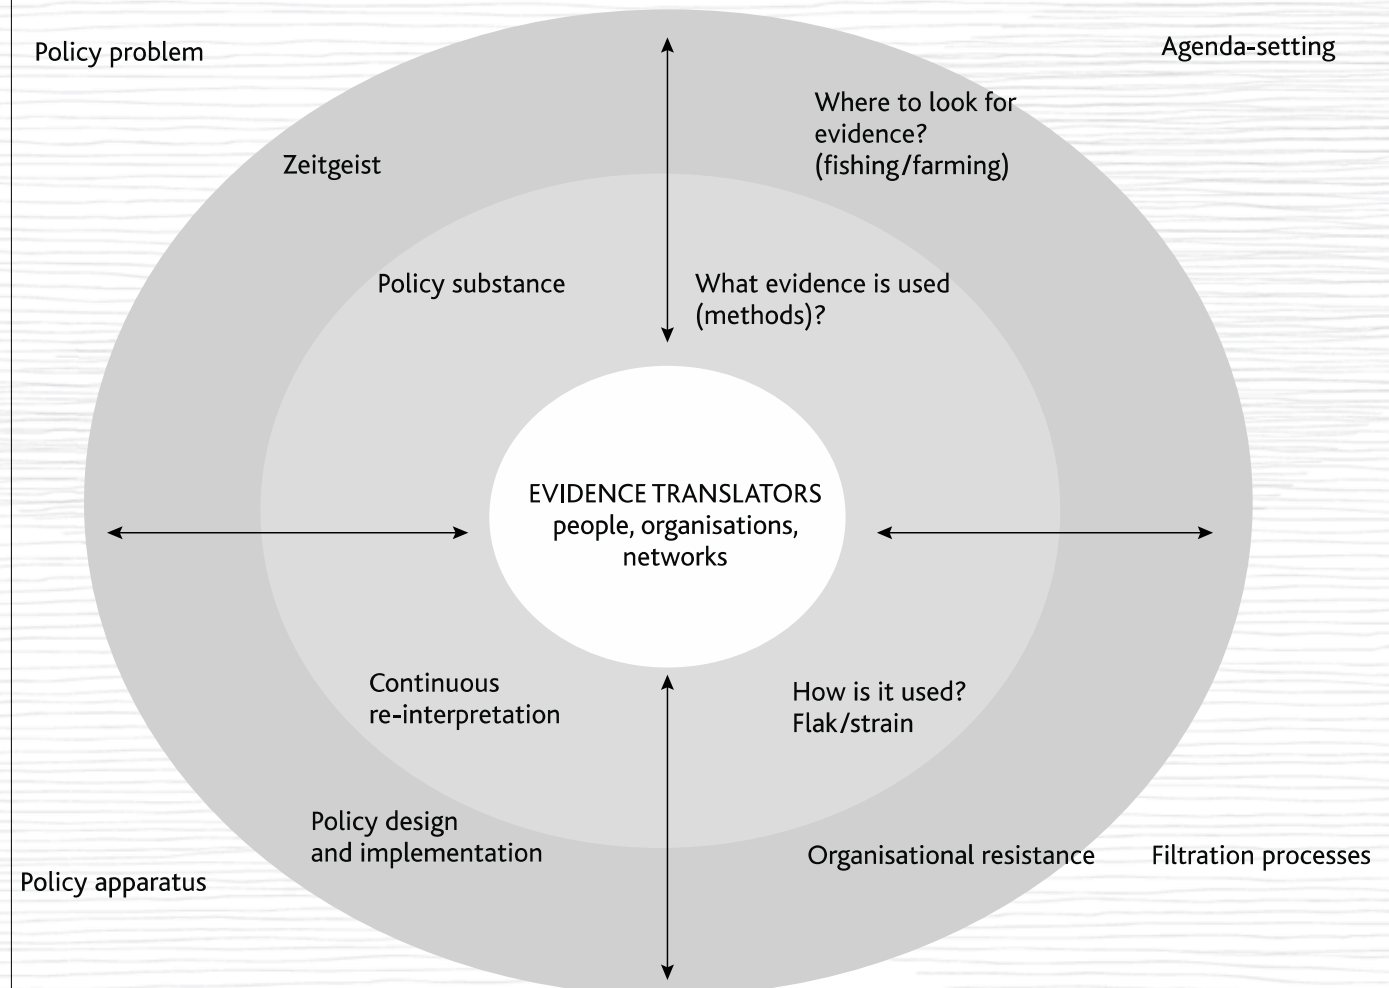 Policy problem
Agenda-setting
Where to look for
evidence?
(fishing/farming)
Zeitgeist
Policy substance
What evidence is used
(methods)?
EVIDENCE TRANSLATORS
people, organisations,
networks
Continuous
re-interpretation
How is it used?
Flak/strain
Policy design
and implementation
Organisational resistance
Filtration processes
Policy apparatus